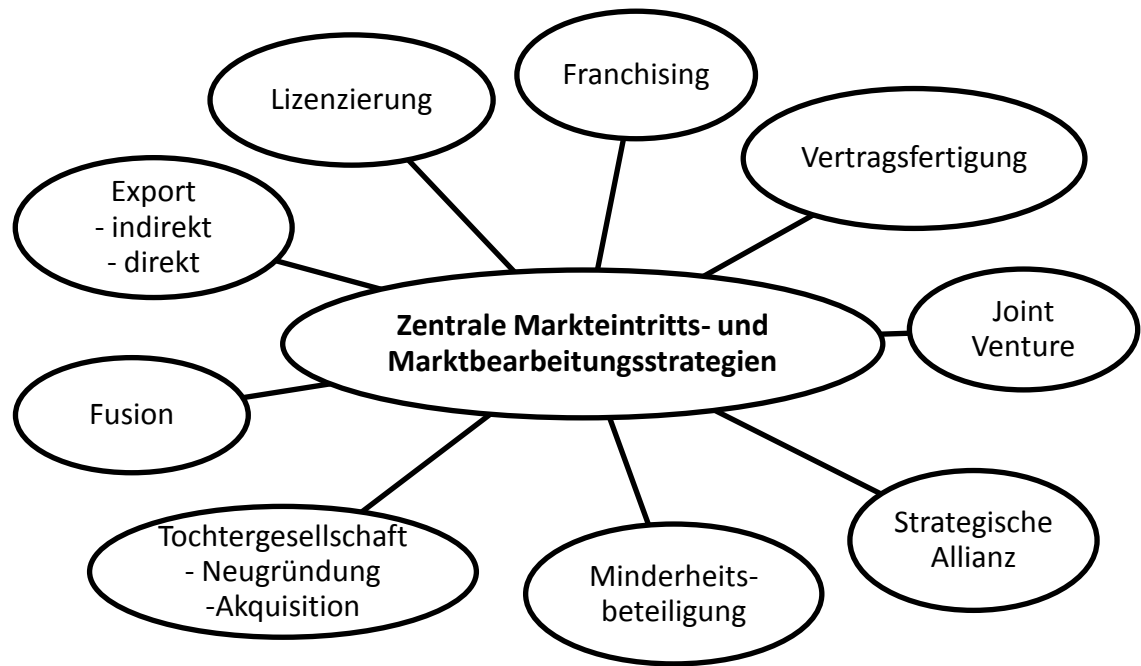 Franchising
Lizenzierung
Vertragsfertigung
Export
- indirekt
- direkt
Zentrale Markteintritts- und
Marktbearbeitungsstrategien
Joint
Venture
Fusion
Strategische
Allianz
Tochtergesellschaft
- Neugründung
-Akquisition
Minderheits-
beteiligung